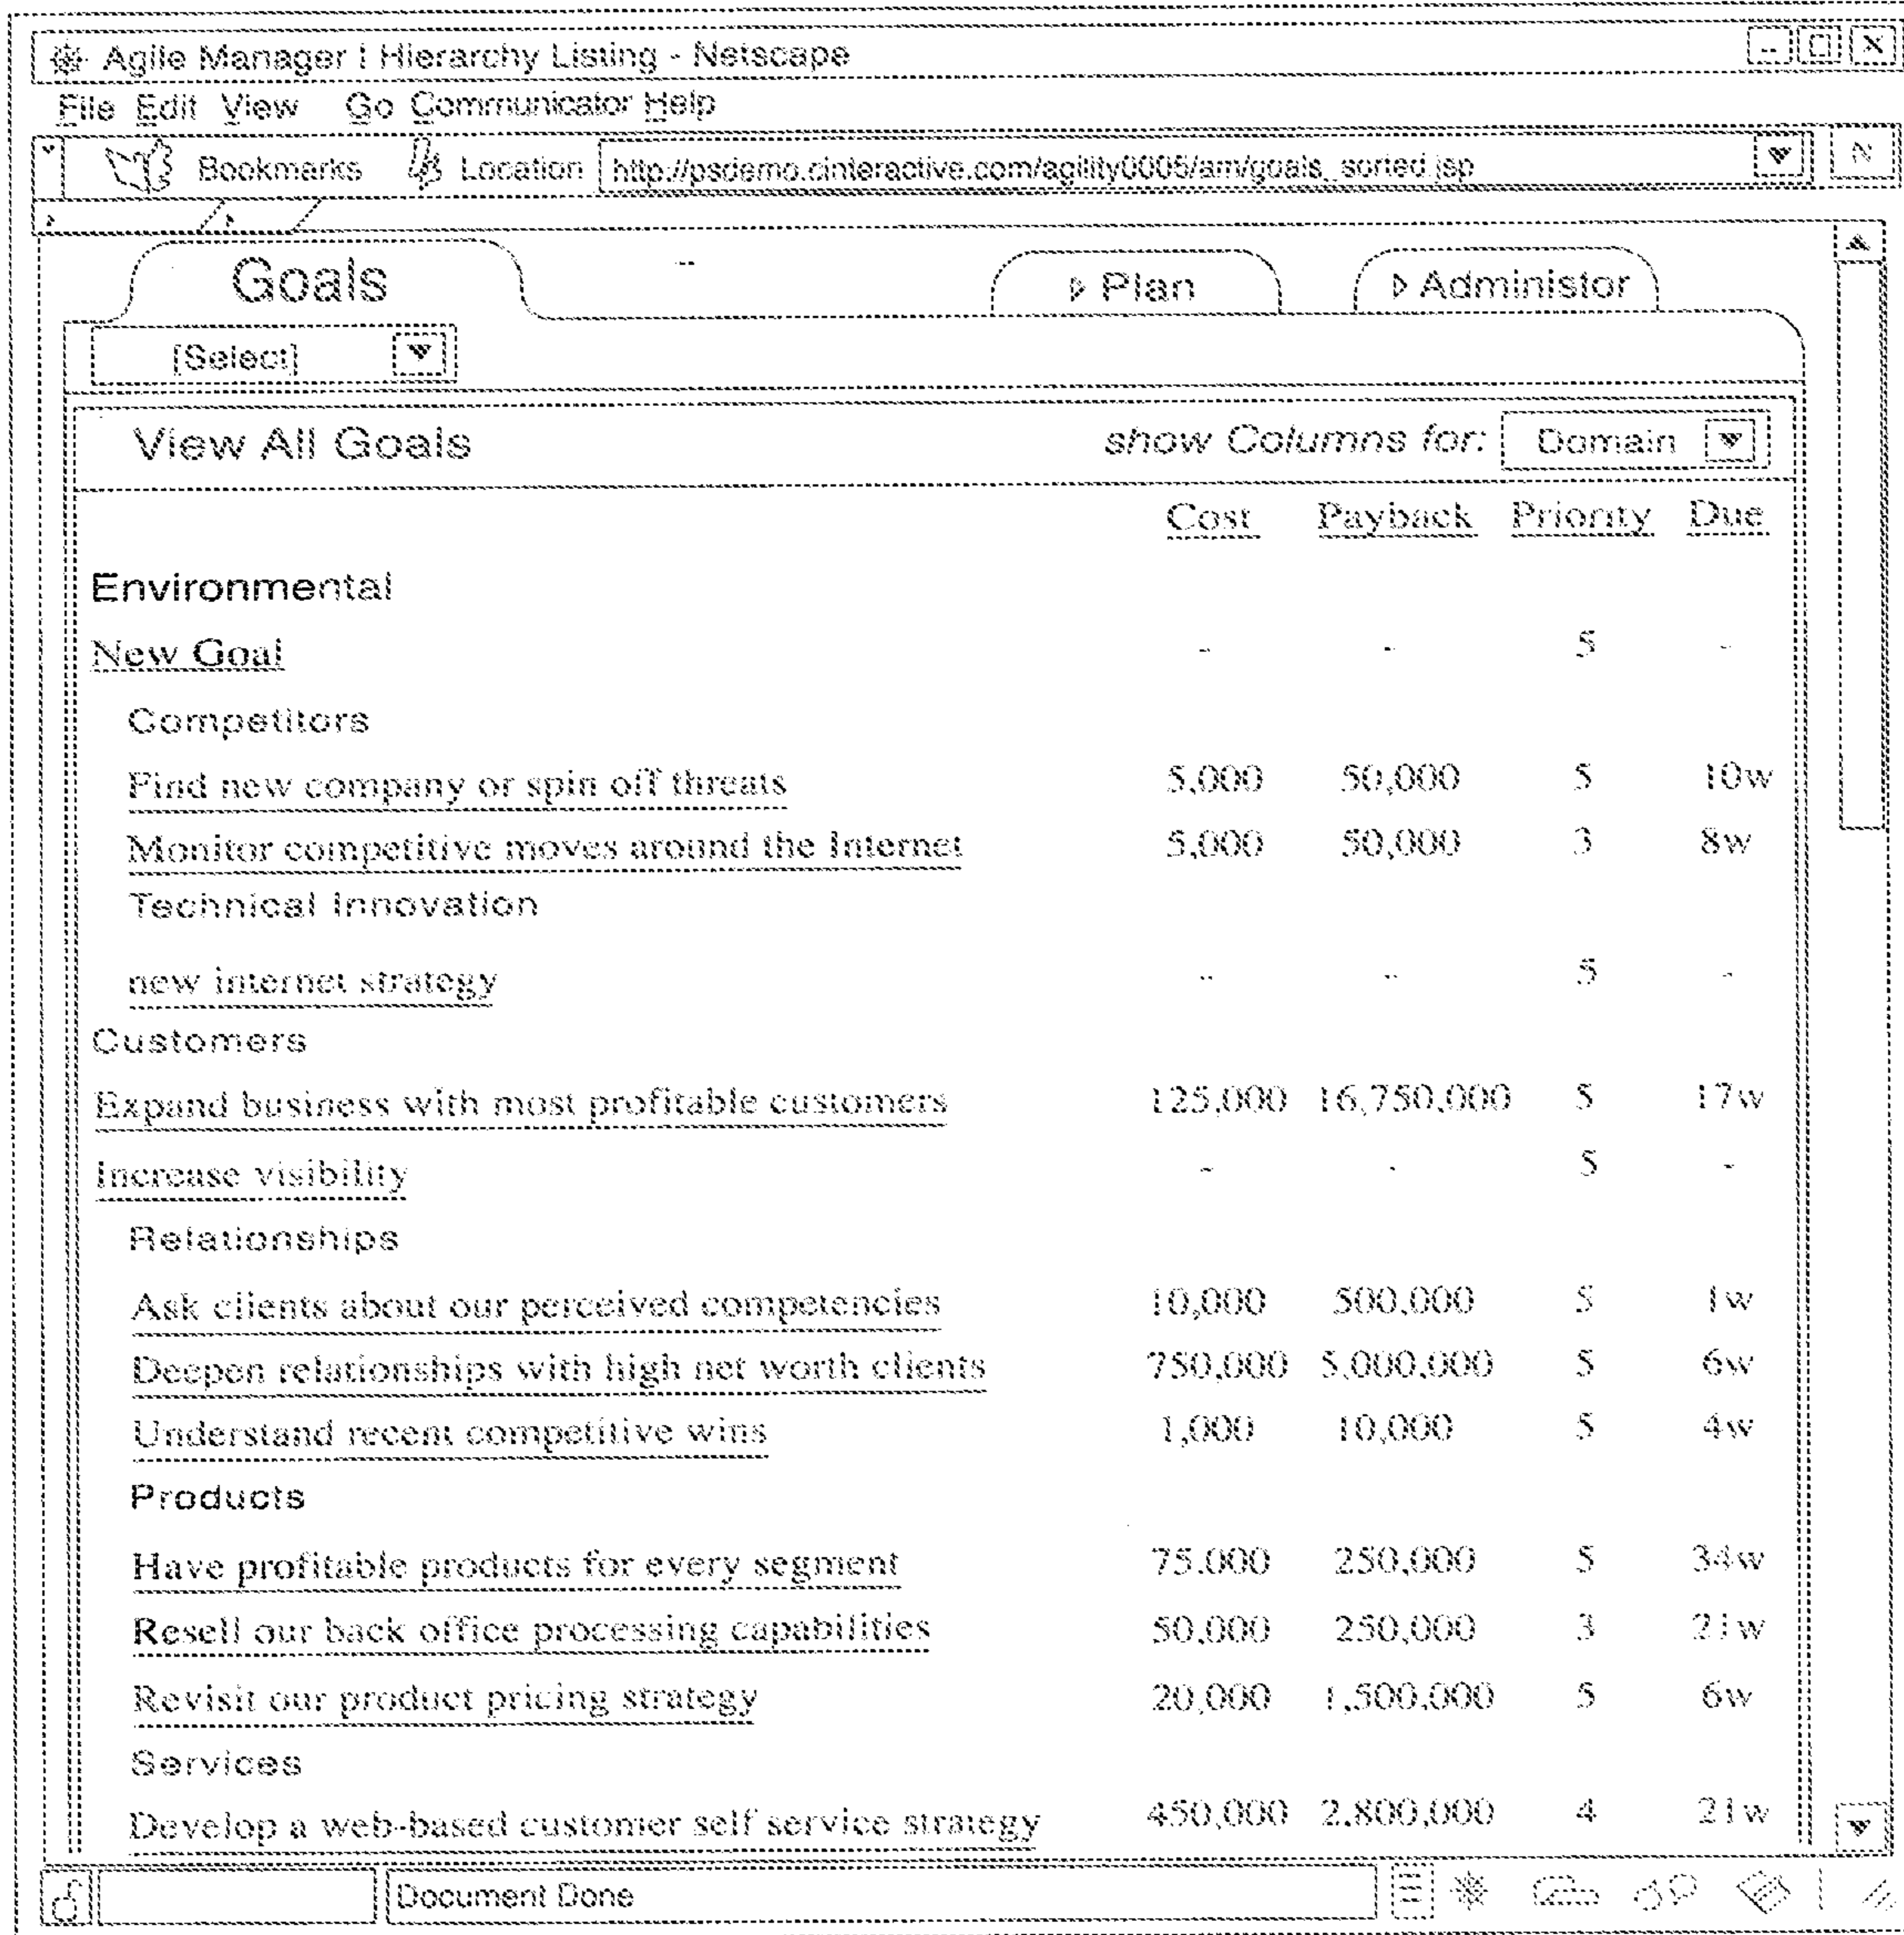 Agile Manager | Hierarchy Listing - Netscape
File Edit View Go Communicator Help
Bookmarks Location http://psdemo.cinteractive.com/agility0005/am/goals_sorted.jsp N
Goals Plan Administor
[Select]
View All Goals show Columns for: Domain
Cost Payback Priority Due
Environmental
New Goal - - 5 -
Competitors
Find new company or spin off threats 5,000 50,000 5 10w
Monitor competitive moves around the Internet 5,000 50,000 3 8w
Technical Innovation
new internet strategy - - 5 -
Customers
Expand business with most profitable customers 125,000 16,750,000 5 17w
Increase visibility - - 5 -
Relationships
Ask clients about our perceived competencies 10,000 500,000 5 1w
Deepen relationships with high net worth clients 750,000 5,000,000 5 6w
Understand recent competitive wins 1,000 10,000 5 4w
Products
Have profitable products for every segment 75,000 250,000 5 34w
Resell our back office processing capabilities 50,000 250,000 3 21w
Revisit our product pricing strategy 20,000 1,500,000 5 6w
Services
Develop a web-based customer self service strategy 450,000 2,800,000 4 21w
Document Done